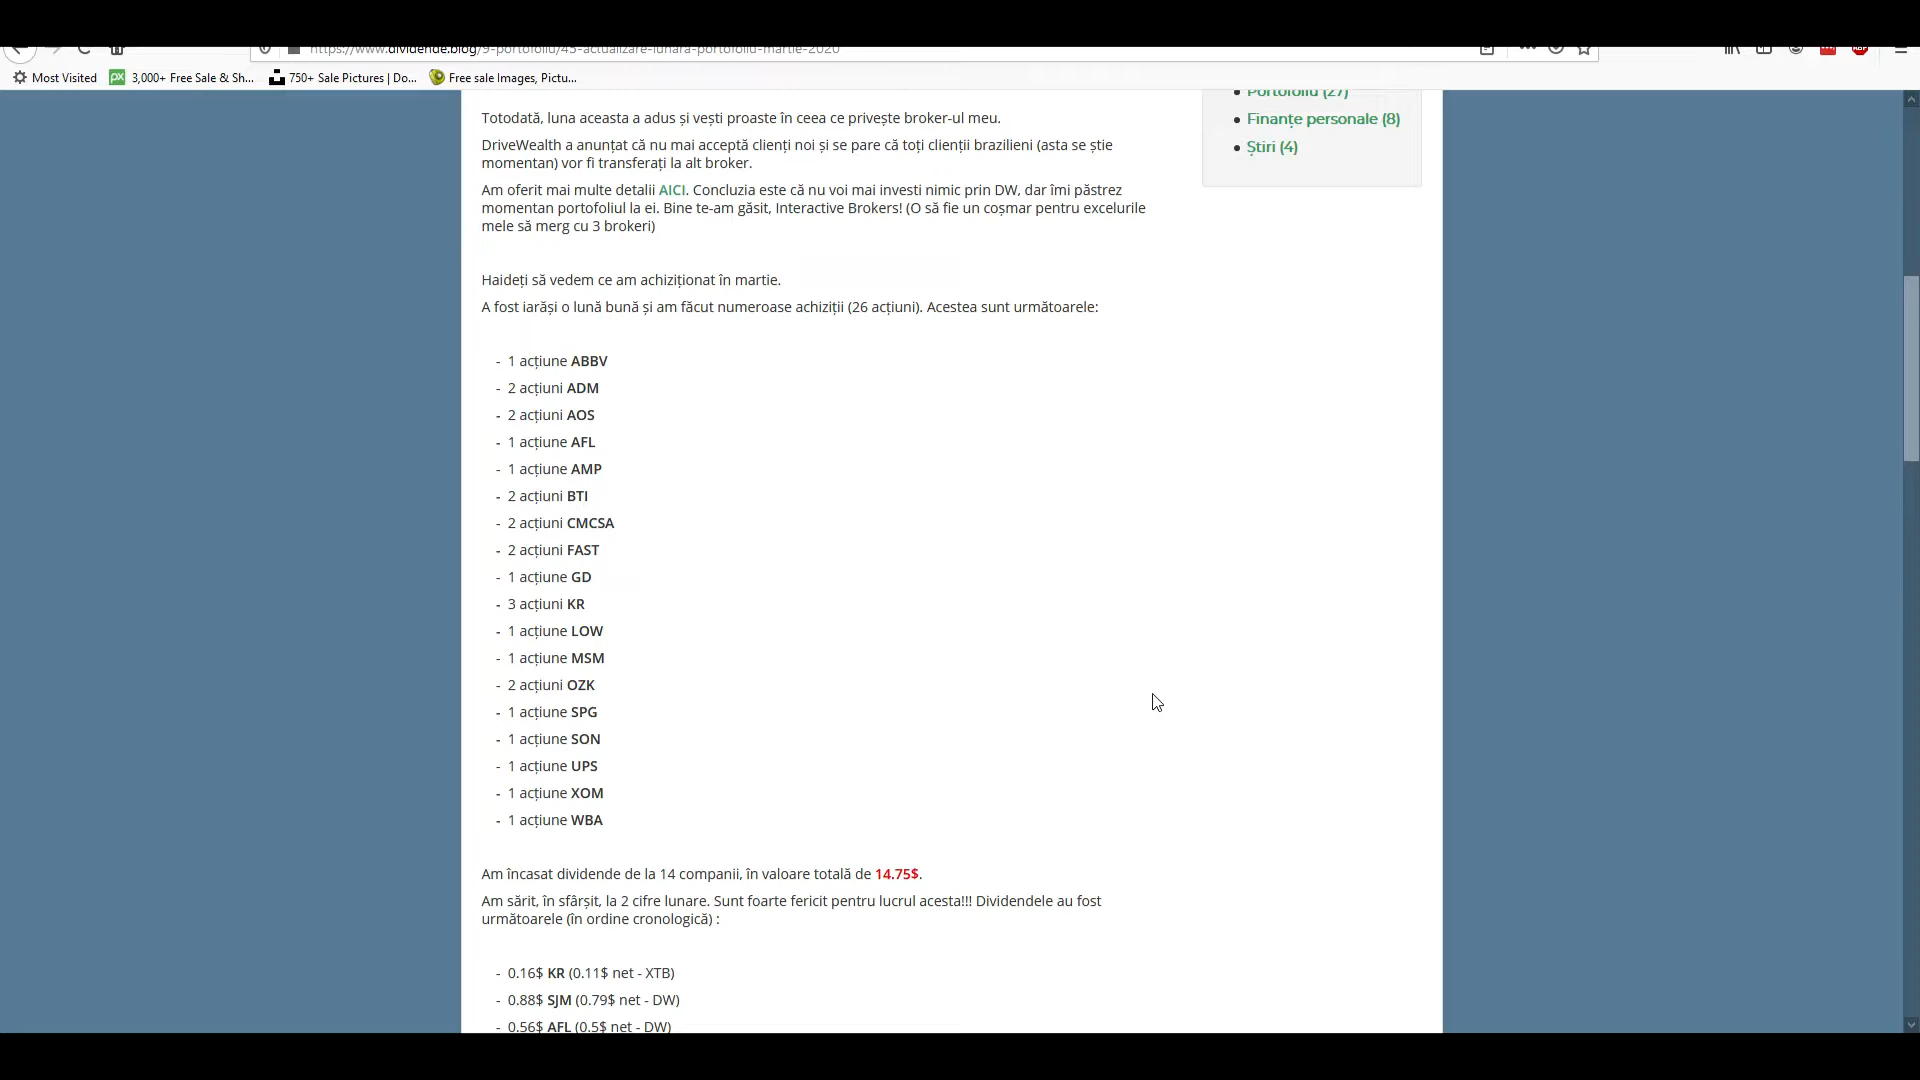 https://www.dividende.blog/9-portofoliu/45-actualizare-lunara-portofoliu-martie-2020
Most Visited
3,000+ Free Sale & Sh...
750+ Sale Pictures | Do...
Free sale Images, Pictu...
Portofoliu (27)
Finanțe personale (8)
Știri (4)
Totodată, luna aceasta a adus și vești proaste în ceea ce privește broker-ul meu.
DriveWealth a anunțat că nu mai acceptă clienți noi și se pare că toți clienții brazilieni (asta se știe
momentan) vor fi transferați la alt broker.
Am oferit mai multe detalii AICI. Concluzia este că nu voi mai investi nimic prin DW, dar îmi păstrez
momentan portofoliul la ei. Bine te-am găsit, Interactive Brokers! (O să fie un coșmar pentru excelurile
mele să merg cu 3 brokeri)
Haideți să vedem ce am achiziționat în martie.
A fost iarăși o lună bună și am făcut numeroase achiziții (26 acțiuni). Acestea sunt următoarele:
- 1 acțiune ABBV
- 2 acțiuni ADM
- 2 acțiuni AOS
- 1 acțiune AFL
- 1 acțiune AMP
- 2 acțiuni BTI
- 2 acțiuni CMCSA
- 2 acțiuni FAST
- 1 acțiune GD
- 3 acțiuni KR
- 1 acțiune LOW
- 1 acțiune MSM
- 2 acțiuni OZK
- 1 acțiune SPG
- 1 acțiune SON
- 1 acțiune UPS
- 1 acțiune XOM
- 1 acțiune WBA
Am încasat dividende de la 14 companii, în valoare totală de 14.75$.
Am sărit, în sfârșit, la 2 cifre lunare. Sunt foarte fericit pentru lucrul acesta!!! Dividendele au fost
următoarele (în ordine cronologică) :
- 0.16$ KR (0.11$ net - XTB)
- 0.88$ SJM (0.79$ net - DW)
- 0.56$ AFL (0.5$ net - DW)